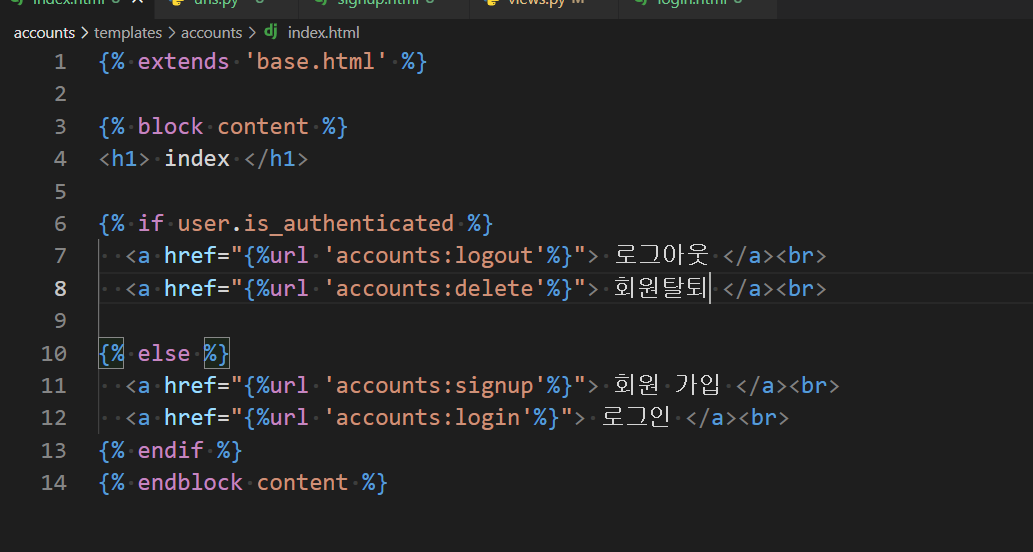 index.html urls.py signup.html views.py M login.html
accounts > templates > accounts > dj index.html
1 {% extends 'base.html' %}
2
3 {% block content %}
4 <h1> index </h1>
5
6 {% if user.is_authenticated %}
7 <a href="{%url 'accounts:logout'%}"> 로그아웃 </a><br>
8 <a href="{%url 'accounts:delete'%}"> 회원탈퇴 </a><br>
9
10 {% else %}
11 <a href="{%url 'accounts:signup'%}"> 회원 가입 </a><br>
12 <a href="{%url 'accounts:login'%}"> 로그인 </a><br>
13 {% endif %}
14 {% endblock content %}